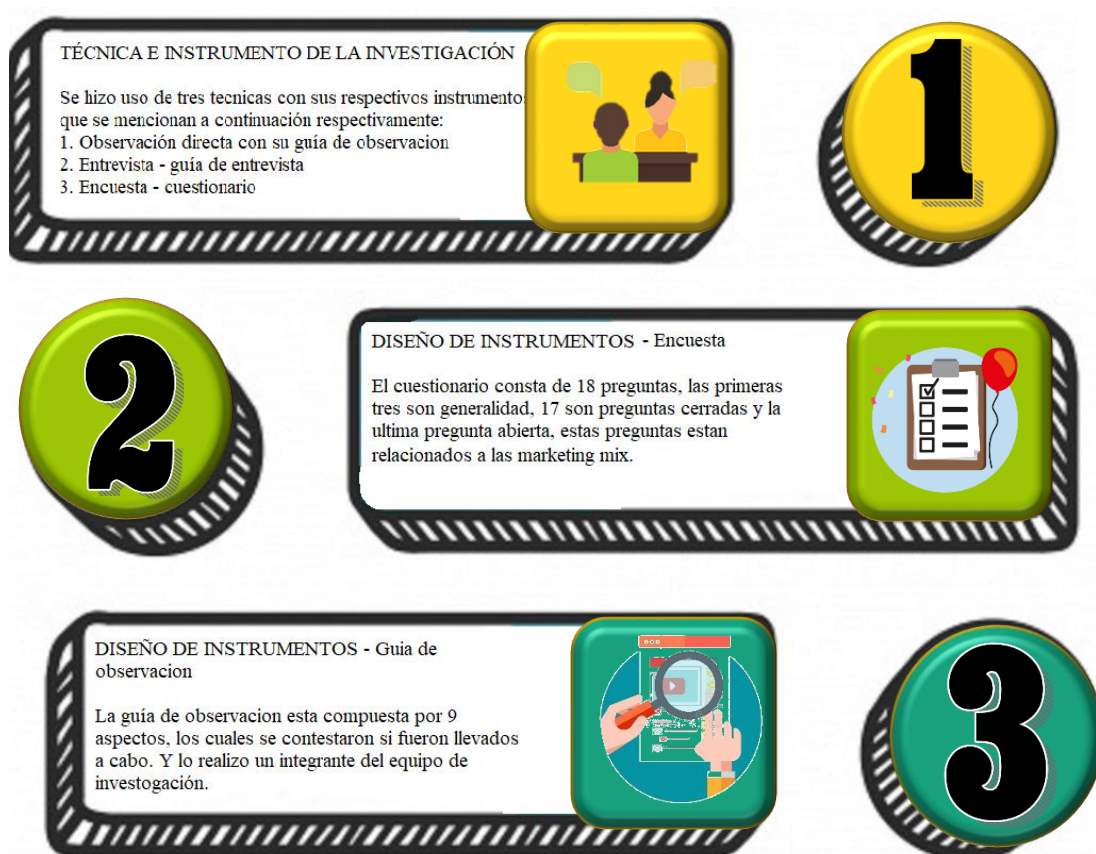 TÉCNICA E INSTRUMENTO DE LA INVESTIGACIÓN
Se hizo uso de tres tecnicas con sus respectivos instrumento
que se mencionan a continuación respectivamente:
1. Observación directa con su guía de observacion
2. Entrevista - guía de entrevista
3. Encuesta - cuestionario
1
2
DISEÑO DE INSTRUMENTOS - Encuesta
El cuestionario consta de 18 preguntas, las primeras
tres son generalidad, 17 son preguntas cerradas y la
ultima pregunta abierta, estas preguntas estan
relacionados a las marketing mix.
DISEÑO DE INSTRUMENTOS - Guia de
observacion
La guía de observacion esta compuesta por 9
aspectos, los cuales se contestaron si fueron llevados
a cabo. Y lo realizo un integrante del equipo de
investogación.
3